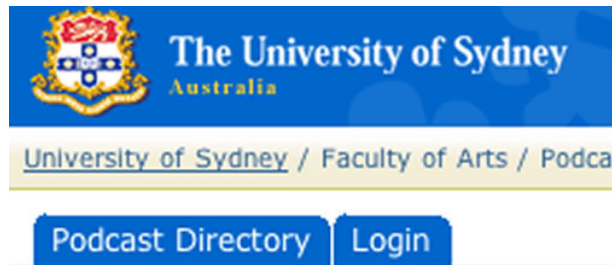 The University of Sydney
Australia
University of Sydney / Faculty of Arts / Podca
Podcast Directory Login